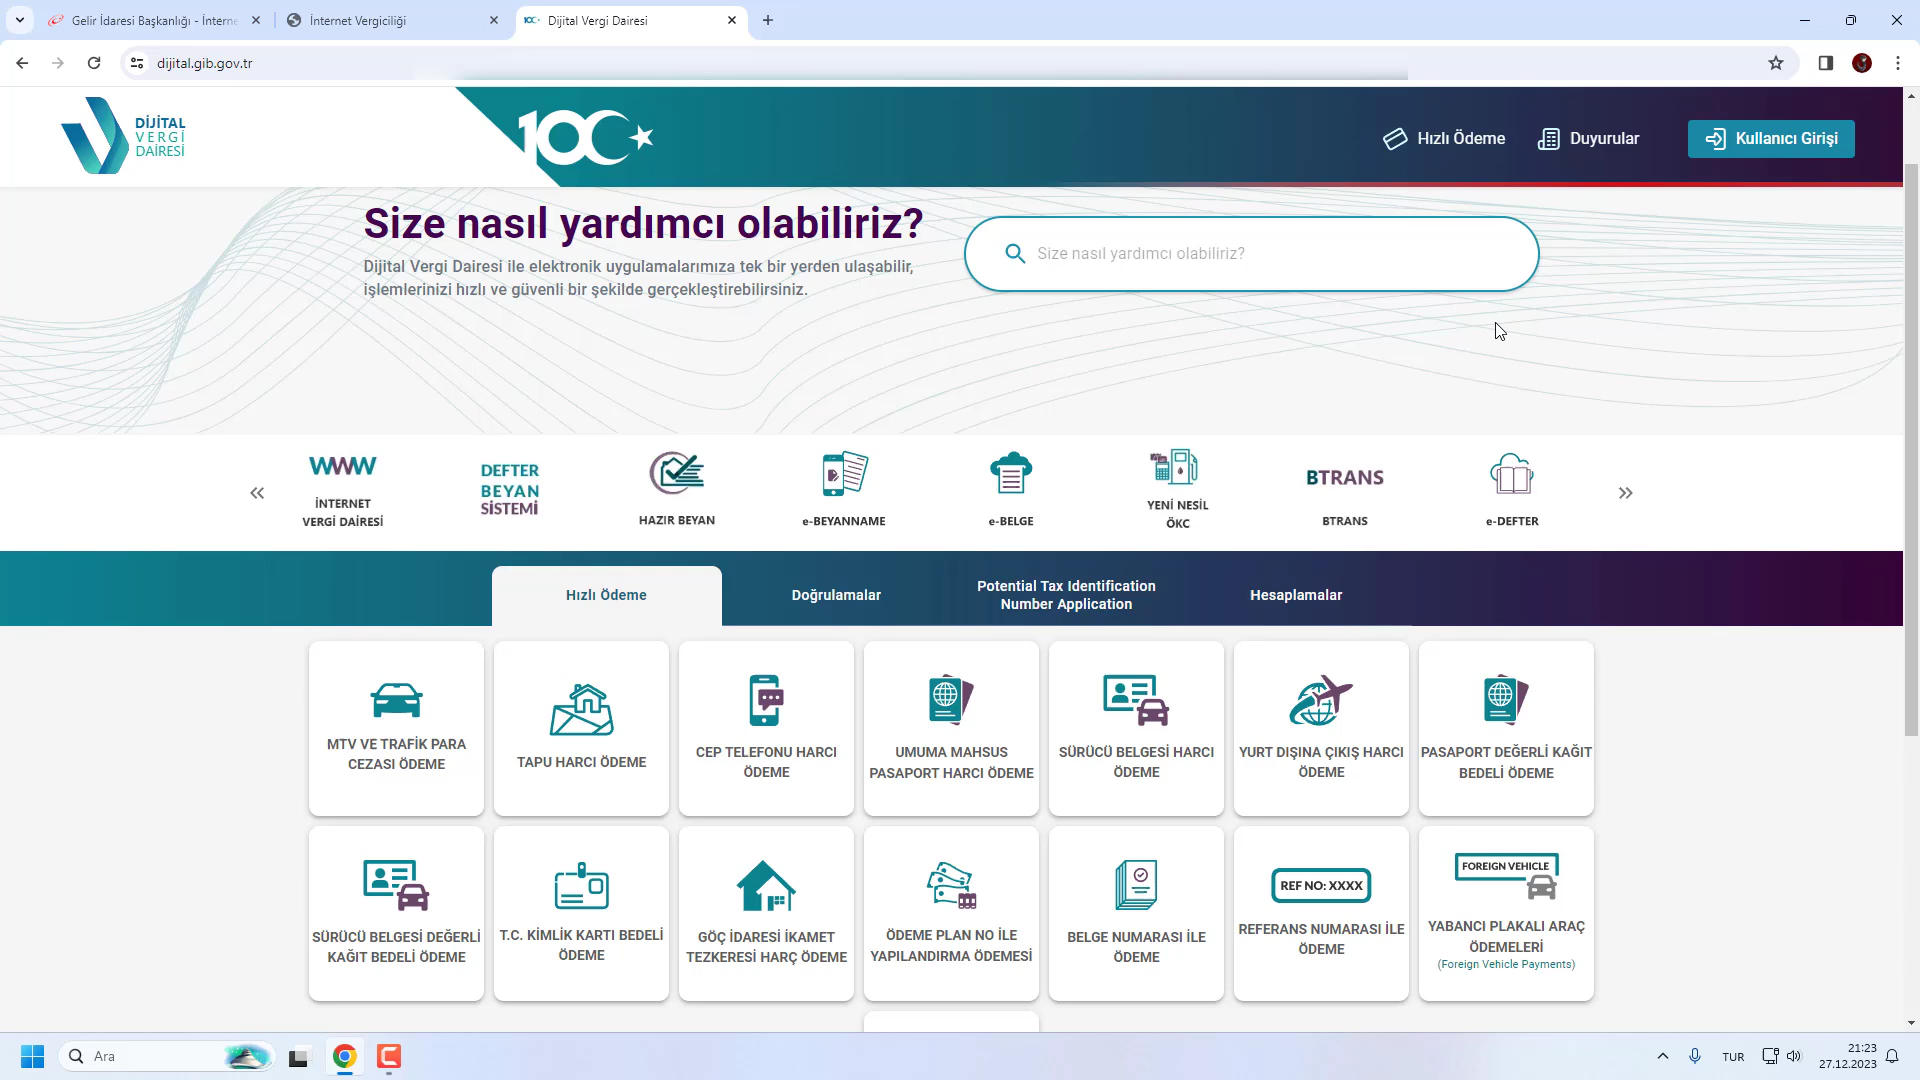 Gelir İdaresi Başkanlığı - İntern
İnternet Vergiciliği
Dijital Vergi Dairesi
dijital.gib.gov.tr
DİJİTAL
VERGİ
DAİRESİ
100
Hızlı Ödeme
Duyurular
Kullanıcı Girişi
Size nasıl yardımcı olabiliriz?
Dijital Vergi Dairesi ile elektronik uygulamalarımıza tek bir yerden ulaşabilir,
işlemlerinizi hızlı ve güvenli bir şekilde gerçekleştirebilirsiniz.
Size nasıl yardımcı olabiliriz?
WWW
İNTERNET
VERGİ DAİRESİ
DEFTER
BEYAN
SİSTEMİ
HAZIR BEYAN
e-BEYANNAME
e-BELGE
YENİ NESİL
ÖKC
BTRANS
BTRANS
e-DEFTER
Hızlı Ödeme
Doğrulamalar
Potential Tax Identification
Number Application
Hesaplamalar
MTV VE TRAFİK PARA
CEZASI ÖDEME
TAPU HARCI ÖDEME
CEP TELEFONU HARCI
ÖDEME
UMUMA MAHSUS
PASAPORT HARCI ÖDEME
SÜRÜCÜ BELGESİ HARCI
ÖDEME
YURT DIŞINA ÇIKIŞ HARCI
ÖDEME
PASAPORT DEĞERLİ KAĞIT
BEDELİ ÖDEME
SÜRÜCÜ BELGESİ DEĞERLİ
KAĞIT BEDELİ ÖDEME
T.C. KİMLİK KARTI BEDELİ
ÖDEME
GÖÇ İDARESİ İKAMET
TEZKERESİ HARÇ ÖDEME
ÖDEME PLAN NO İLE
YAPILANDIRMA ÖDEMESİ
BELGE NUMARASI İLE
ÖDEME
REF NO: XXXX
REFERANS NUMARASI İLE
ÖDEME
FOREIGN VEHICLE
YABANCI PLAKALI ARAÇ
ÖDEMELERİ
(Foreign Vehicle Payments)
Ara
TUR
21:23
27.12.2023